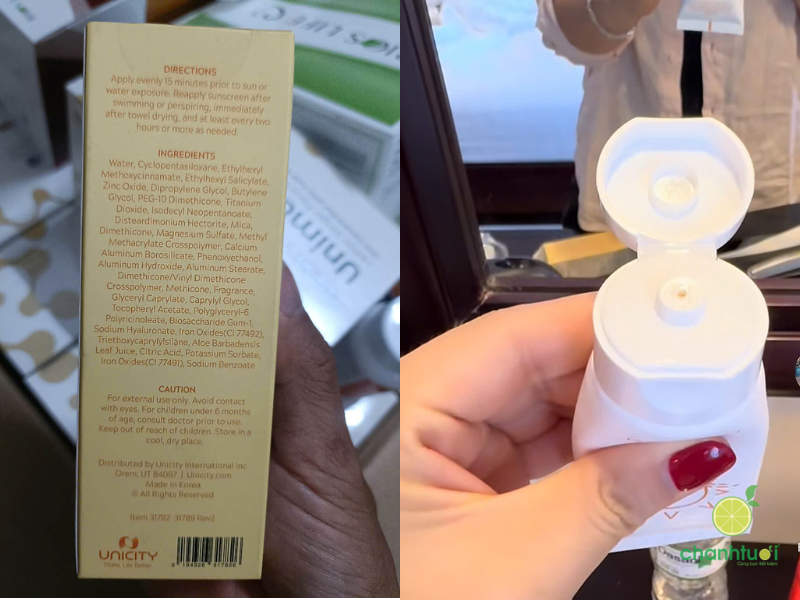 DIRECTIONS
Apply evenly 15 minutes prior to sun or
water exposure. Reapply sunscreen after
swimming or perspiring, immediately
after towel drying, and at least every two
hours or more as needed.
INGREDIENTS
Water, Cyclopentasiloxane, Ethylhexyl
Methoxycinnamate, Ethylhexyl Salicylate,
Zinc Oxide, Dipropylene Glycol, Butylene
Glycol, PEG-10 Dimethicone, Titanium
Dioxide, Isodecyl Neopentanoate,
Disteardimonium Hectorite, Mica,
Dimethicone, Magnesium Sulfate, Methyl
Methacrylate Crosspolymer, Calcium
Aluminum Borosilicate, Phenoxyethanol,
Aluminum Hydroxide, Aluminum Stearate,
Dimethicone/Vinyl Dimethicone
Crosspolymer, Methicone, Fragrance,
Glyceryl Caprylate, Caprylyl Glycol,
Tocopheryl Acetate, Polyglyceryl-6
Polyricinoleate, Biosaccharide Gum-1,
Sodium Hyaluronate, Iron Oxides(CI 77492),
Triethoxycaprylylsilane, Aloe Barbadensis
Leaf Juice, Citric Acid, Potassium Sorbate,
Iron Oxides(CI 77491), Sodium Benzoate
CAUTION
For external use only. Avoid contact
with eyes. For children under 6 months
of age, consult doctor prior to use.
Keep out of reach of children. Store in a
cool, dry place.
Distributed by Unicity International Inc
Orem, UT 84097 | Unicity.com
Made in Korea
© All Rights Reserved
Item 31782 31789 Rev2
UNICITY
Make Life Better
IOS LIFE C
Unim
chanhtươi